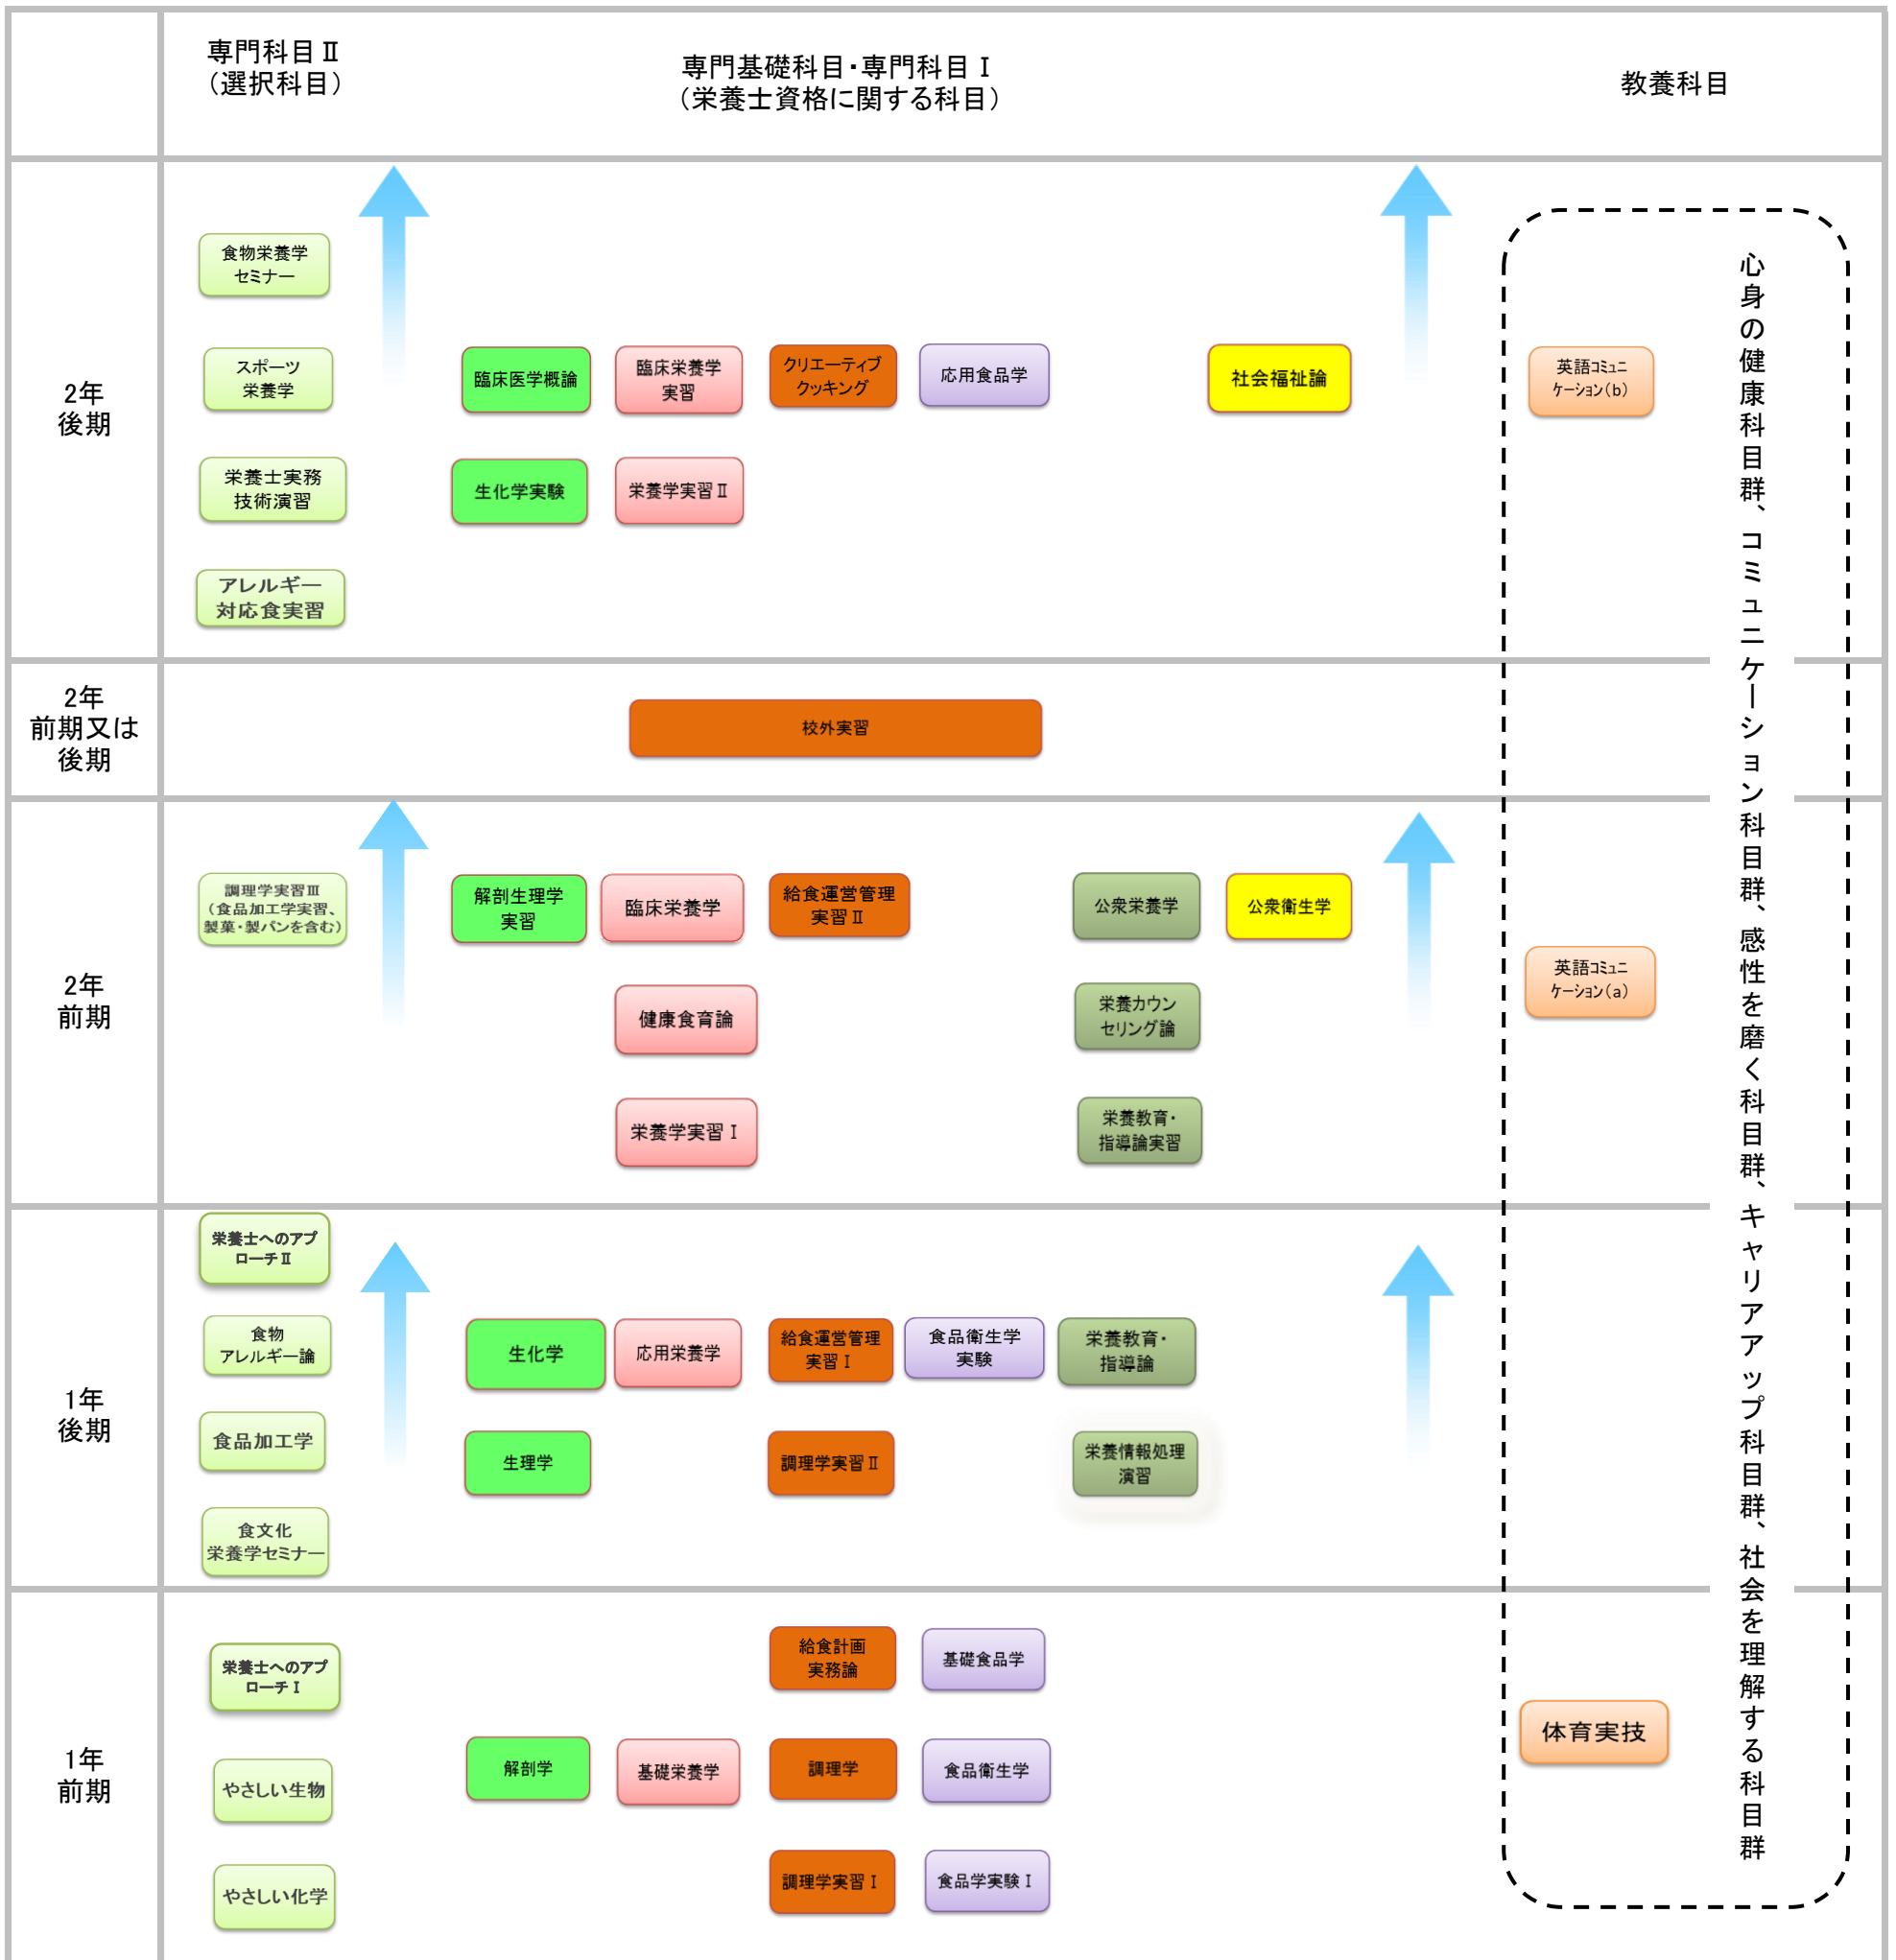 専門科目Ⅱ
(選択科目)
専門基礎科目・専門科目Ⅰ
(栄養士資格に関する科目)
教養科目
2年
後期
食物栄養学
セミナー
スポーツ
栄養学
栄養士実務
技術演習
アレルギー
対応食実習
臨床医学概論
臨床栄養学
実習
クリエーティブ
クッキング
応用食品学
社会福祉論
生化学実験
栄養学実習Ⅱ
英語コミュニ
ケーション(b)
心身の健康科目群、コミュニケーション科目群、感性を磨く科目群、キャリアアップ科目群、社会を理解する科目群
2年
前期又は
後期
校外実習
2年
前期
調理学実習Ⅲ
(食品加工学実習、
製菓・製パンを含む)
解剖生理学
実習
臨床栄養学
給食運営管理
実習Ⅱ
公衆栄養学
公衆衛生学
健康食育論
栄養カウン
セリング論
栄養学実習Ⅰ
栄養教育・
指導論実習
英語コミュニ
ケーション(a)
1年
後期
栄養士へのアプ
ローチⅡ
食物
アレルギー論
食品加工学
食文化
栄養学セミナー
生化学
応用栄養学
給食運営管理
実習Ⅰ
食品衛生学
実験
栄養教育・
指導論
生理学
調理学実習Ⅱ
栄養情報処理
演習
1年
前期
栄養士へのアプ
ローチⅠ
やさしい生物
やさしい化学
給食計画
実務論
基礎食品学
解剖学
基礎栄養学
調理学
食品衛生学
調理学実習Ⅰ
食品学実験Ⅰ
体育実技